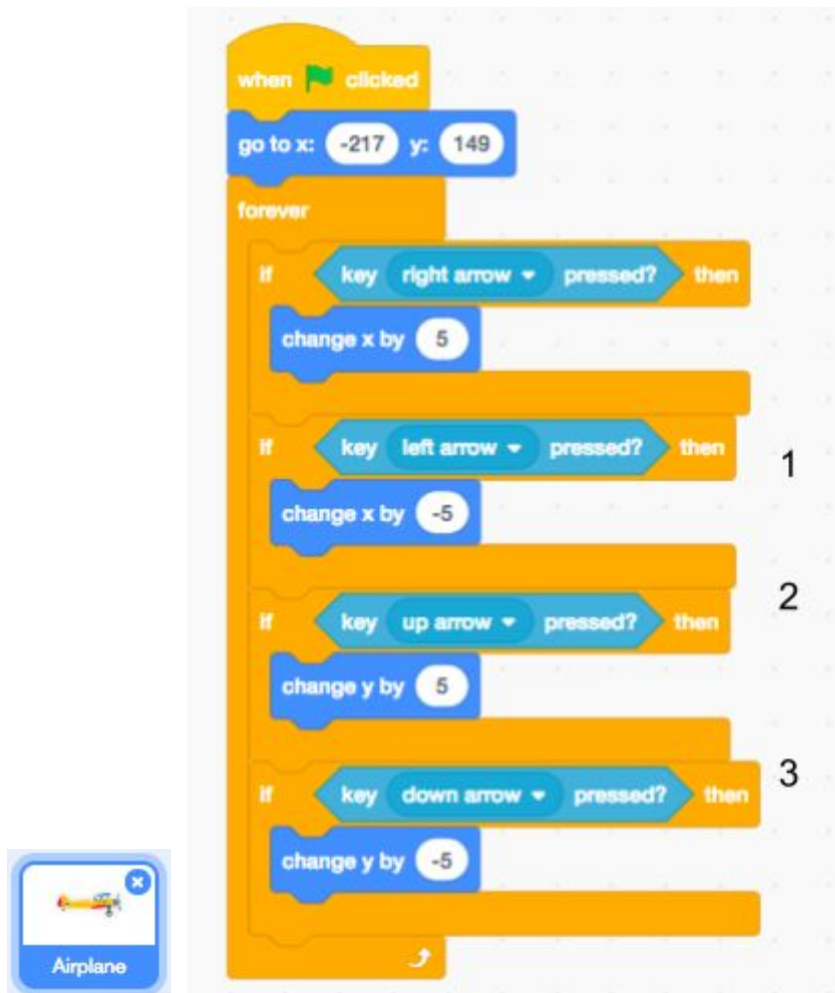 when clicked
go to x: -217 y: 149
forever
if key right arrow pressed? then
change x by 5
if key left arrow pressed? then
1
change x by -5
2
if key up arrow pressed? then
change y by 5
3
if key down arrow pressed? then
change y by -5
Airplane